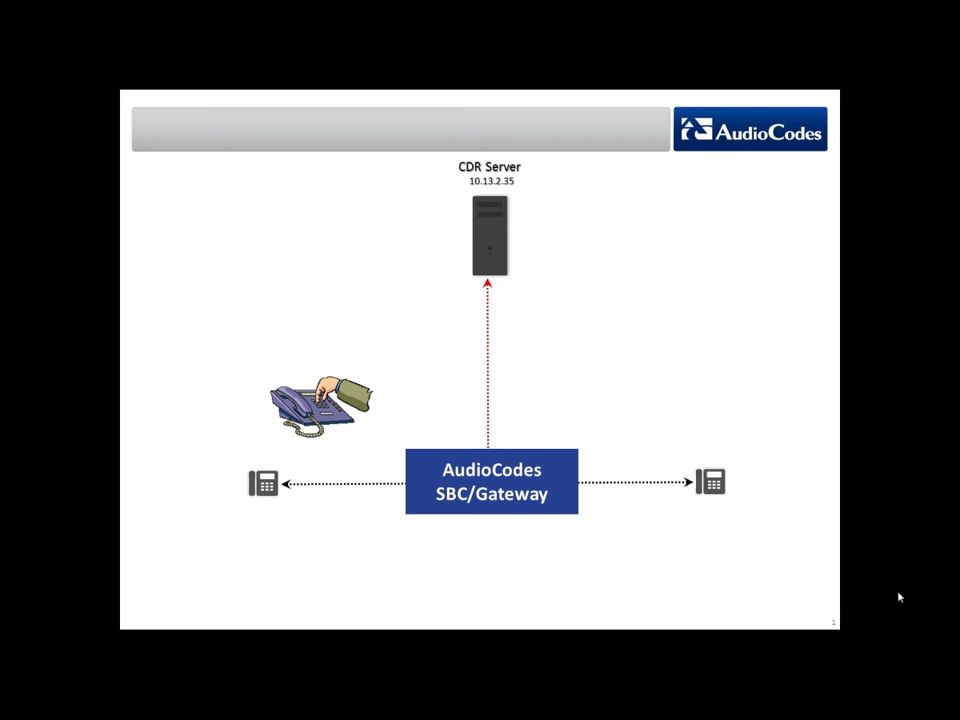 AudioCodes
CDR Server
10.13.2.35
AudioCodes
SBC/Gateway
1